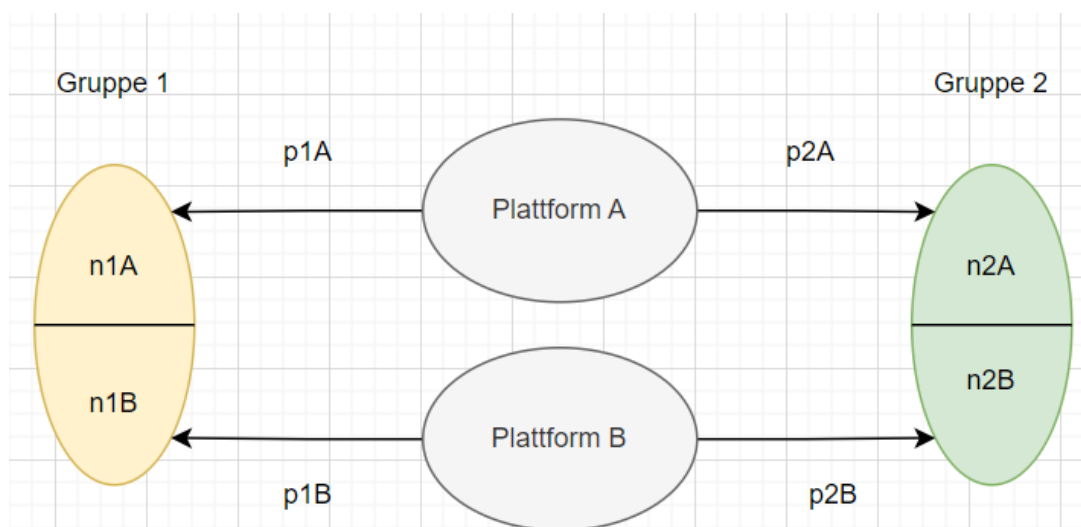 Gruppe 1
Gruppe 2
p1A
p2A
Plattform A
n1A
n2A
n1B
n2B
Plattform B
p1B
p2B